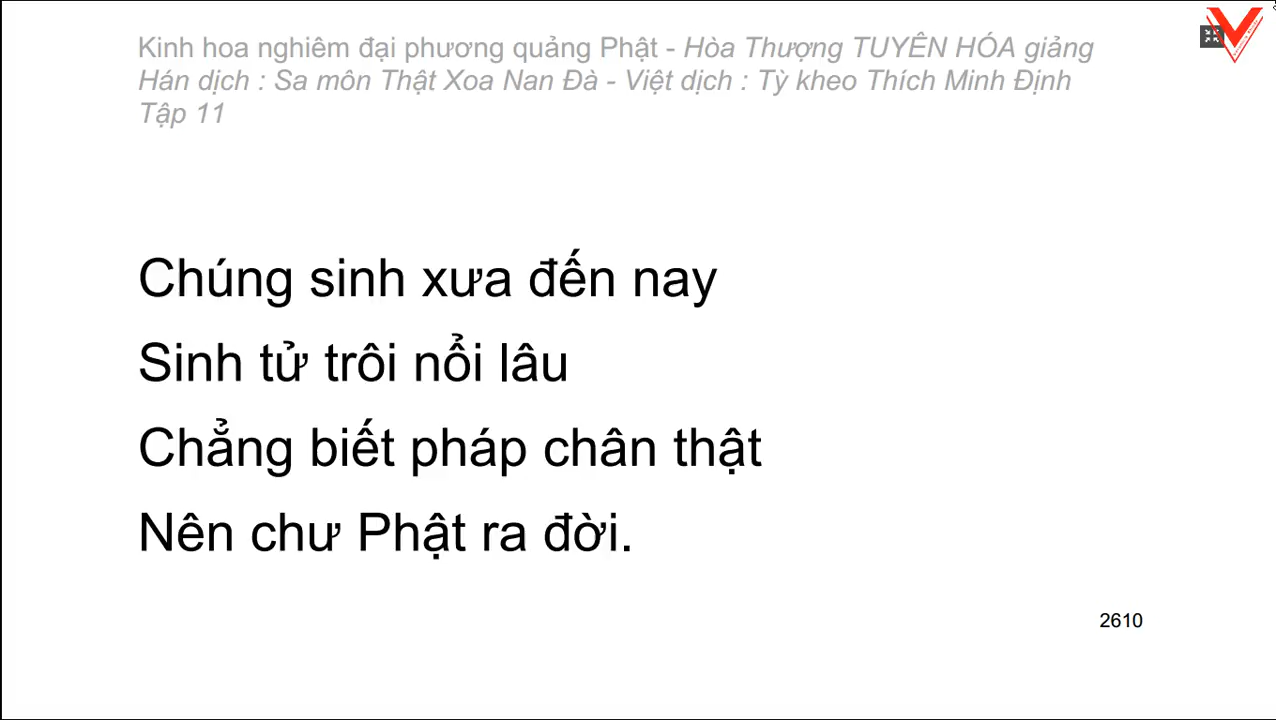 Kinh hoa nghiêm đại phương quảng Phật - Hòa Thượng TUYÊN HÓA giảng
Hán dịch : Sa môn Thật Xoa Nan Đà - Việt dịch : Tỳ kheo Thích Minh Định
Tập 11
Chúng sinh xưa đến nay
Sinh tử trôi nổi lâu
Chẳng biết pháp chân thật
Nên chư Phật ra đời.
2610